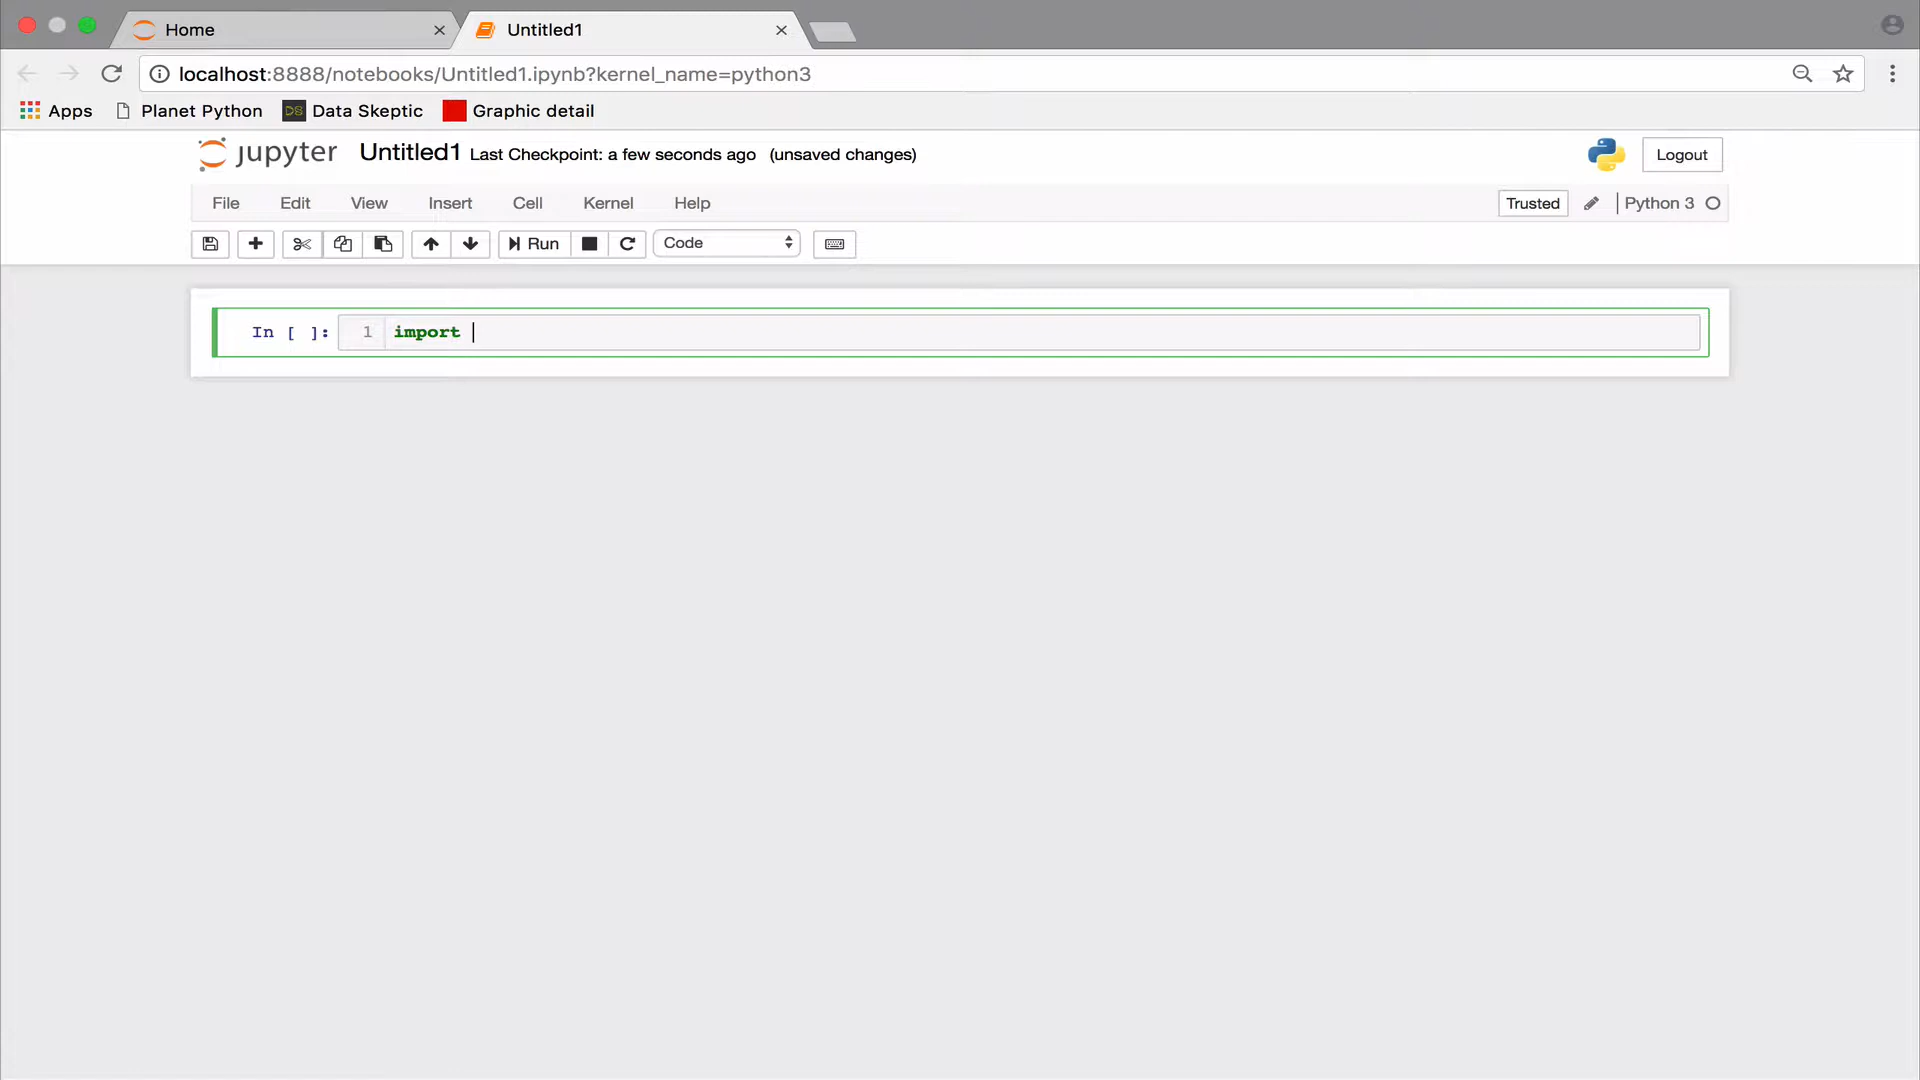 Home
Untitled1
localhost:8888/notebooks/Untitled1.ipynb?kernel_name=python3
Apps Planet Python DS Data Skeptic Graphic detail
jupyter Untitled1 Last Checkpoint: a few seconds ago (unsaved changes) Logout
File Edit View Insert Cell Kernel Help Trusted Python 3
Run Code
In [ ]: 1 import